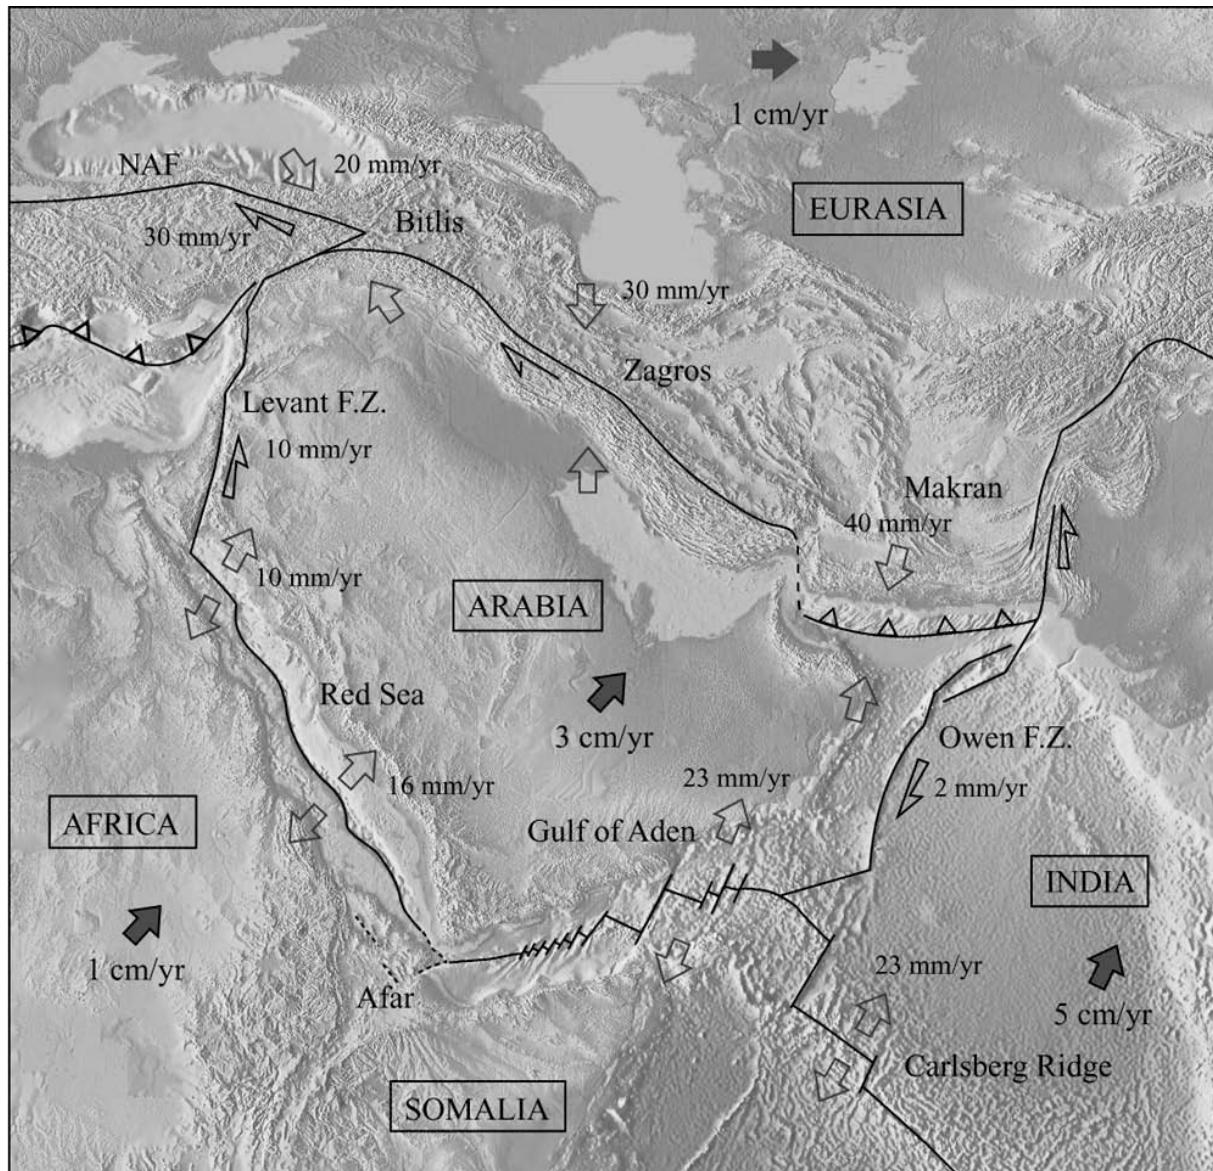 1 cm/yr
NAF
20 mm/yr
EURASIA
Bitlis
30 mm/yr
30 mm/yr
Zagros
Levant F.Z.
10 mm/yr
Makran
40 mm/yr
10 mm/yr
ARABIA
Red Sea
3 cm/yr
Owen F.Z.
16 mm/yr
23 mm/yr
2 mm/yr
AFRICA
Gulf of Aden
INDIA
1 cm/yr
23 mm/yr
Afar
5 cm/yr
Carlsberg Ridge
SOMALIA